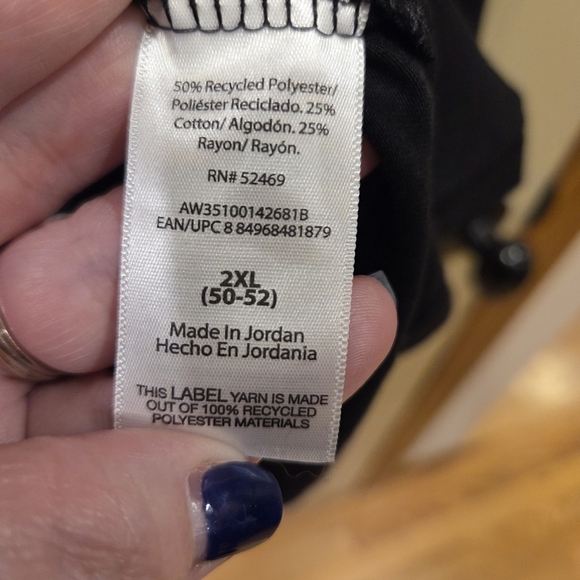 50% Recycled Polyester/
Poliéster Reciclado. 25%
Cotton/ Algodón. 25%
Rayon/ Rayón.
RN# 52469
AW35100142681B
EAN/UPC 8 84968481879
2XL
(50-52)
Made In Jordan
Hecho En Jordania
THIS LABEL YARN IS MADE
OUT OF 100% RECYCLED
POLYESTER MATERIALS